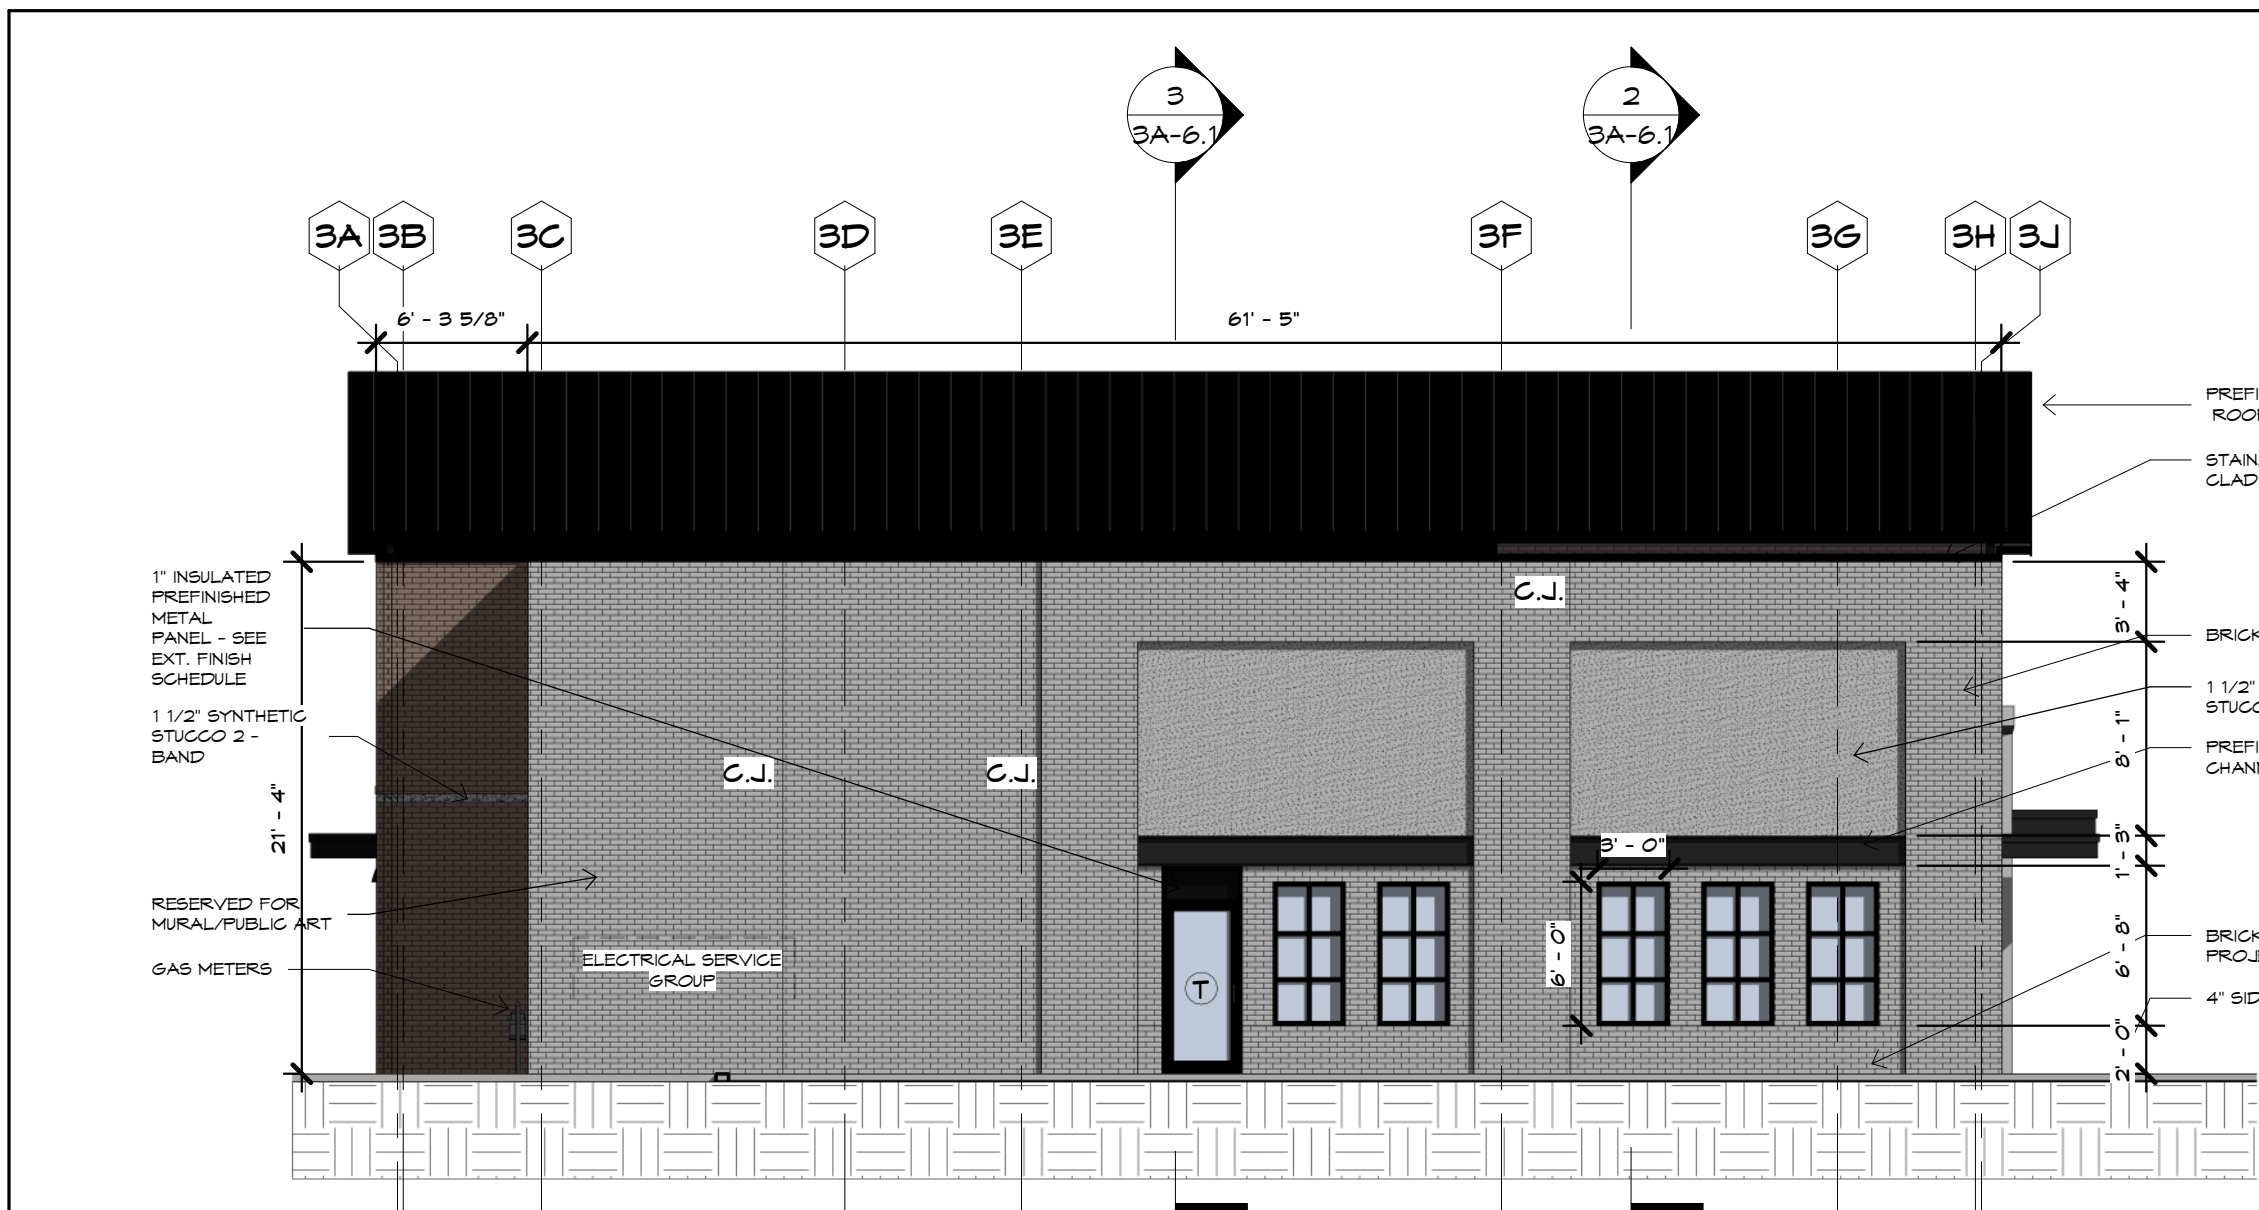 3
3A-6.1
2
3A-6.1
3A
3B
3C
3D
3E
3F
3G
3H
3J
6' - 3 5/8"
61' - 5"
PREFI
ROO
STAIN
CLAD
1" INSULATED
PREFINISHED
METAL
PANEL - SEE
EXT. FINISH
SCHEDULE
1 1/2" SYNTHETIC
STUCCO 2 -
BAND
21' - 4"
RESERVED FOR
MURAL/PUBLIC ART
GAS METERS
ELECTRICAL SERVICE
GROUP
C.J.
C.J.
C.J.
T
3' - 0"
6' - 0"
3' - 4"
8' - 1"
1' - 3"
6' - 8"
2' - 0"
BRICK
1 1/2"
STUCC
PREFI
CHAN
BRICK
PROJE
4" SID